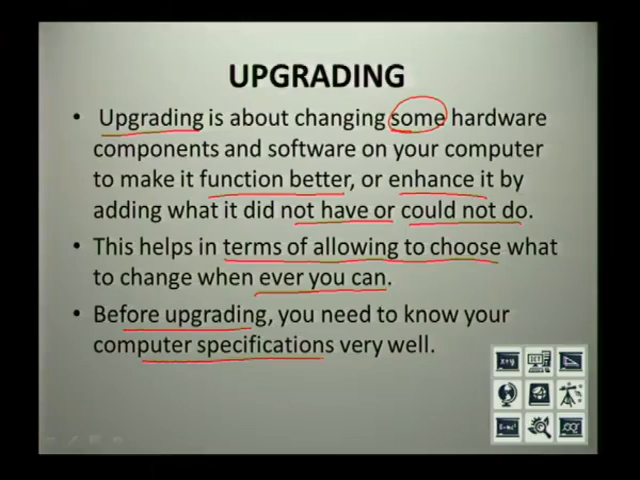 UPGRADING
• Upgrading is about changing some hardware
components and software on your computer
to make it function better, or enhance it by
adding what it did not have or could not do.
• This helps in terms of allowing to choose what
to change when ever you can.
• Before upgrading, you need to know your
computer specifications very well.